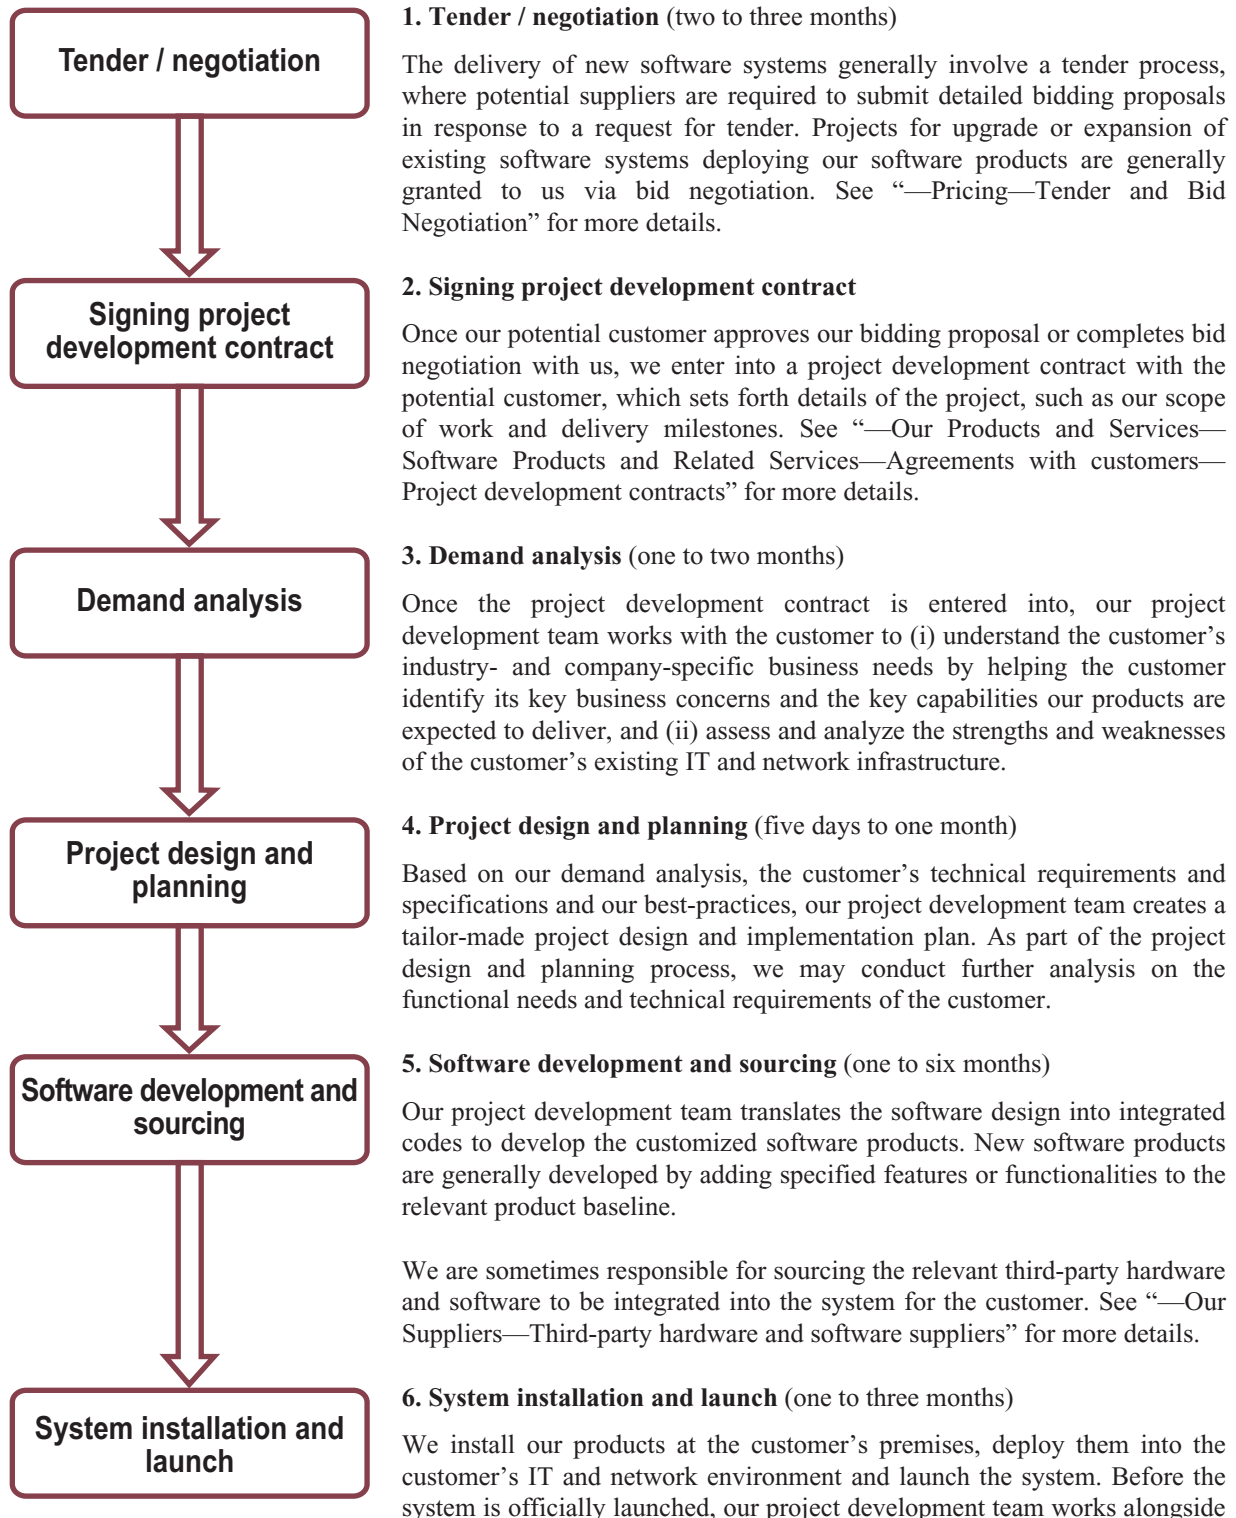 Tender / negotiation
1. Tender / negotiation (two to three months)
The delivery of new software systems generally involve a tender process,
where potential suppliers are required to submit detailed bidding proposals
in response to a request for tender. Projects for upgrade or expansion of
existing software systems deploying our software products are generally
granted to us via bid negotiation. See “—Pricing—Tender and Bid
Negotiation” for more details.
Signing project
development contract
2. Signing project development contract
Once our potential customer approves our bidding proposal or completes bid
negotiation with us, we enter into a project development contract with the
potential customer, which sets forth details of the project, such as our scope
of work and delivery milestones. See “—Our Products and Services—
Software Products and Related Services—Agreements with customers—
Project development contracts” for more details.
Demand analysis
3. Demand analysis (one to two months)
Once the project development contract is entered into, our project
development team works with the customer to (i) understand the customer’s
industry- and company-specific business needs by helping the customer
identify its key business concerns and the key capabilities our products are
expected to deliver, and (ii) assess and analyze the strengths and weaknesses
of the customer’s existing IT and network infrastructure.
Project design and
planning
4. Project design and planning (five days to one month)
Based on our demand analysis, the customer’s technical requirements and
specifications and our best-practices, our project development team creates a
tailor-made project design and implementation plan. As part of the project
design and planning process, we may conduct further analysis on the
functional needs and technical requirements of the customer.
Software development and
sourcing
5. Software development and sourcing (one to six months)
Our project development team translates the software design into integrated
codes to develop the customized software products. New software products
are generally developed by adding specified features or functionalities to the
relevant product baseline.
We are sometimes responsible for sourcing the relevant third-party hardware
and software to be integrated into the system for the customer. See “—Our
Suppliers—Third-party hardware and software suppliers” for more details.
System installation and
launch
6. System installation and launch (one to three months)
We install our products at the customer’s premises, deploy them into the
customer’s IT and network environment and launch the system. Before the
system is officially launched, our project development team works alongside